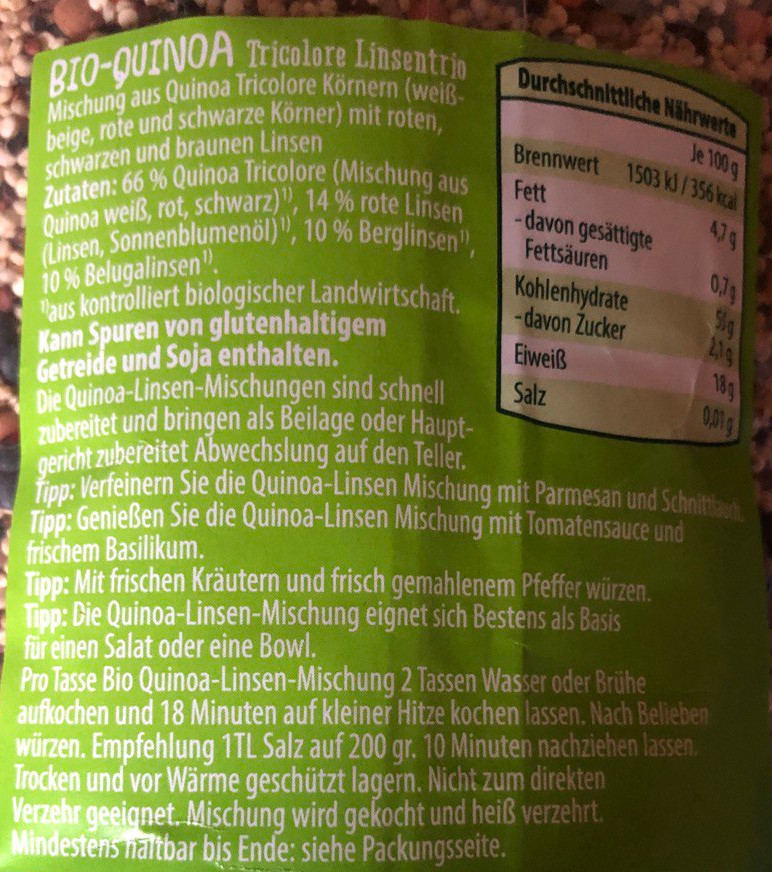 BIO-QUINOA Tricolore Linsentrio
Mischung aus Quinoa Tricolore Körnern (weiß-
beige, rote und schwarze Körner) mit roten,
schwarzen und braunen Linsen
Zutaten: 66 % Quinoa Tricolore (Mischung aus
Quinoa weiß, rot, schwarz)¹⁾, 14 % rote Linsen
(Linsen, Sonnenblumenöl)¹⁾, 10 % Berglinsen¹⁾,
10 % Belugalinsen¹⁾.
¹⁾aus kontrolliert biologischer Landwirtschaft.
Kann Spuren von glutenhaltigem
Getreide und Soja enthalten.
Die Quinoa-Linsen-Mischungen sind schnell
zubereitet und bringen als Beilage oder Haupt-
gericht zubereitet Abwechslung auf den Teller.
Tipp: Verfeinern Sie die Quinoa-Linsen Mischung mit Parmesan und Schnittlauch.
Tipp: Genießen Sie die Quinoa-Linsen Mischung mit Tomatensauce und
frischem Basilikum.
Tipp: Mit frischen Kräutern und frisch gemahlenem Pfeffer würzen.
Tipp: Die Quinoa-Linsen-Mischung eignet sich Bestens als Basis
für einen Salat oder eine Bowl.
Pro Tasse Bio Quinoa-Linsen-Mischung 2 Tassen Wasser oder Brühe
aufkochen und 18 Minuten auf kleiner Hitze kochen lassen. Nach Belieben
würzen. Empfehlung 1TL Salz auf 200 gr. 10 Minuten nachziehen lassen.
Trocken und vor Wärme geschützt lagern. Nicht zum direkten
Verzehr geeignet. Mischung wird gekocht und heiß verzehrt.
Mindestens haltbar bis Ende: siehe Packungsseite.
Durchschnittliche Nährwerte
Je 100 g
Brennwert 1503 kJ / 356 kcal
Fett 4,7 g
- davon gesättigte
Fettsäuren 0,7 g
Kohlenhydrate 56 g
- davon Zucker 2,1 g
Eiweiß 18 g
Salz 0,01 g